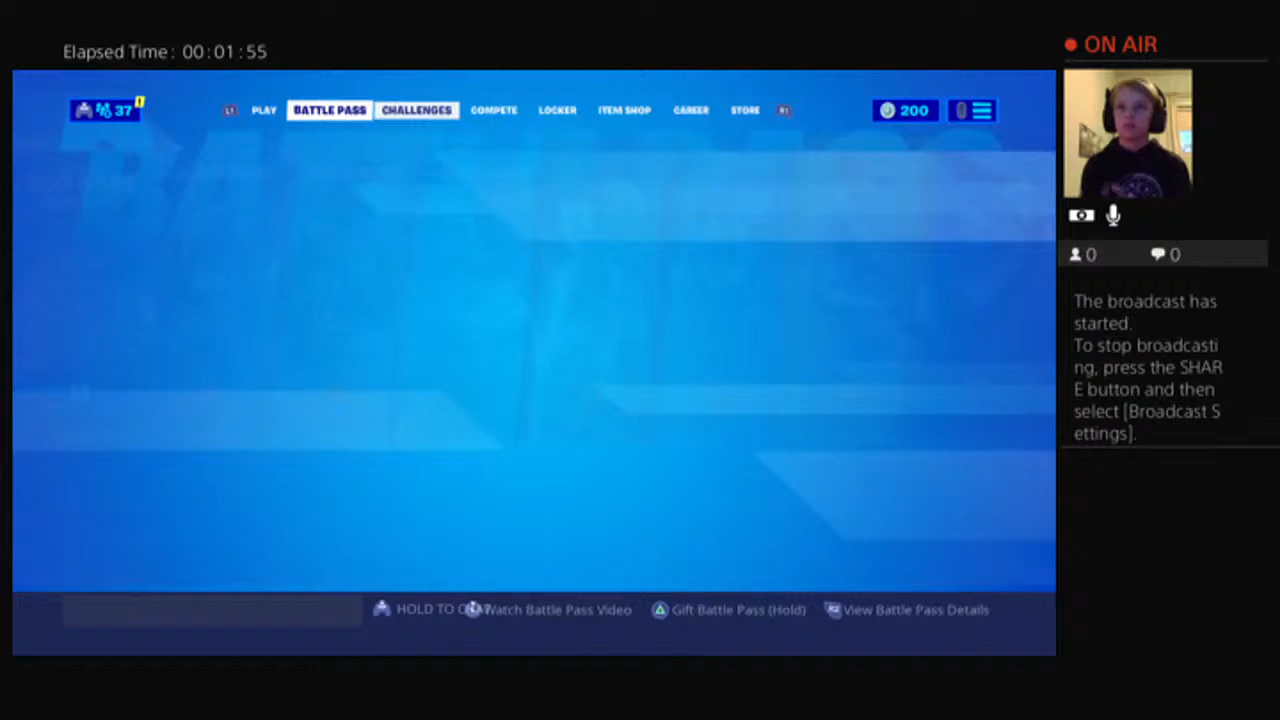 Elapsed Time: 00:01:55
ON AIR
37
L1 PLAY BATTLE PASS CHALLENGES COMPETE LOCKER ITEM SHOP CAREER STORE R1
200
0 0
The broadcast has
started.
To stop broadcasti
ng, press the SHAR
E button and then
select [Broadcast S
ettings].
HOLD TO Watch Battle Pass Video Gift Battle Pass (Hold) View Battle Pass Details